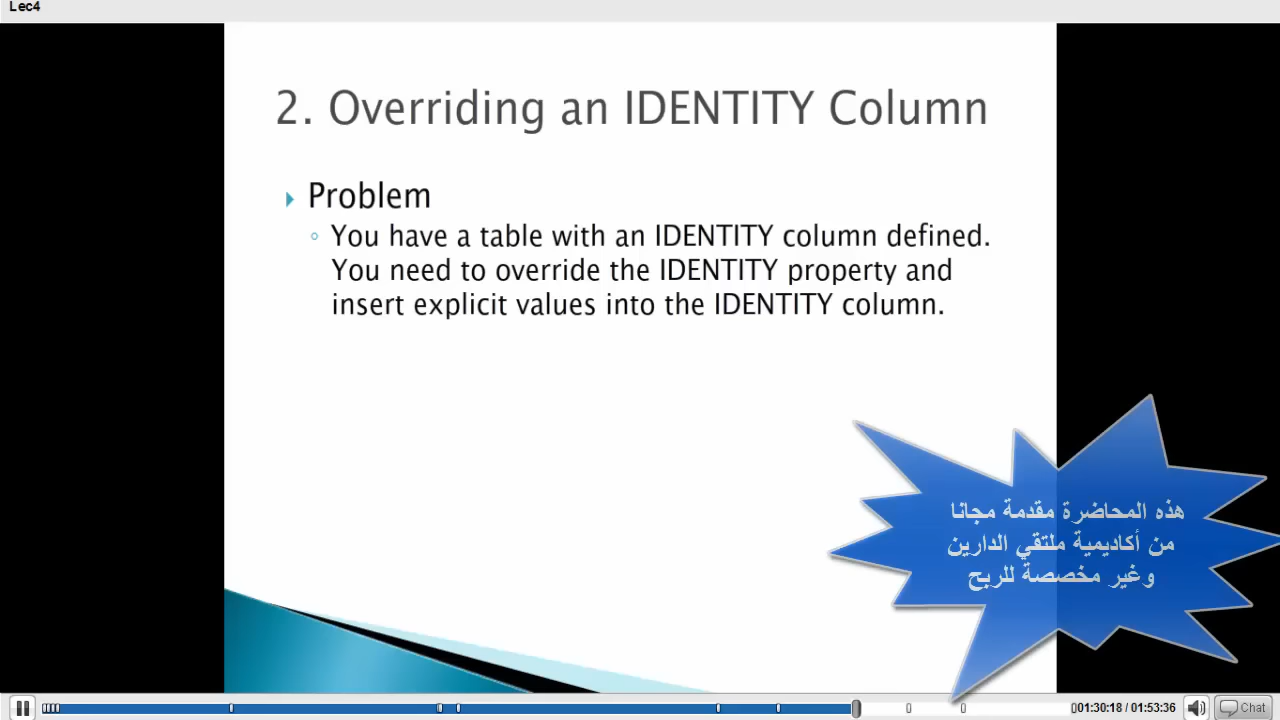 Lec4
2. Overriding an IDENTITY Column
Problem
You have a table with an IDENTITY column defined.
You need to override the IDENTITY property and
insert explicit values into the IDENTITY column.
هذه المحاضرة مقدمة مجانا
من أكاديمية ملتقي الدارين
وغير مخصصة للربح
01:30:18 / 01:53:36
Chat